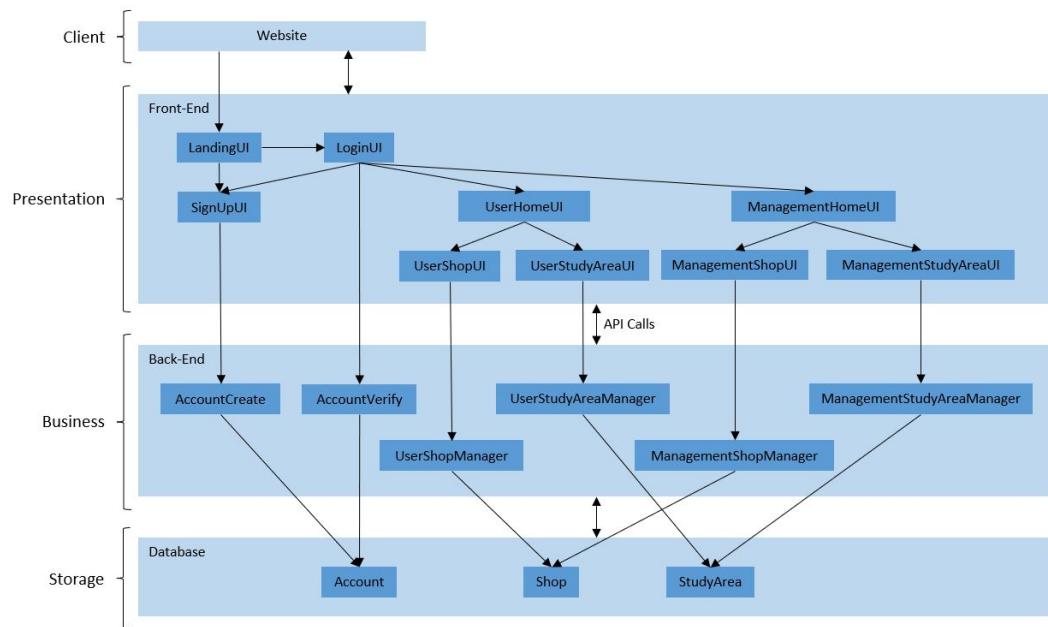 Client
Website
Front-End
LandingUI
LoginUI
Presentation
SignUpUI
UserHomeUI
ManagementHomeUI
UserShopUI
UserStudyAreaUI
ManagementShopUI
ManagementStudyAreaUI
API Calls
Back-End
AccountCreate
AccountVerify
UserStudyAreaManager
ManagementStudyAreaManager
Business
UserShopManager
ManagementShopManager
Database
Storage
Account
Shop
StudyArea